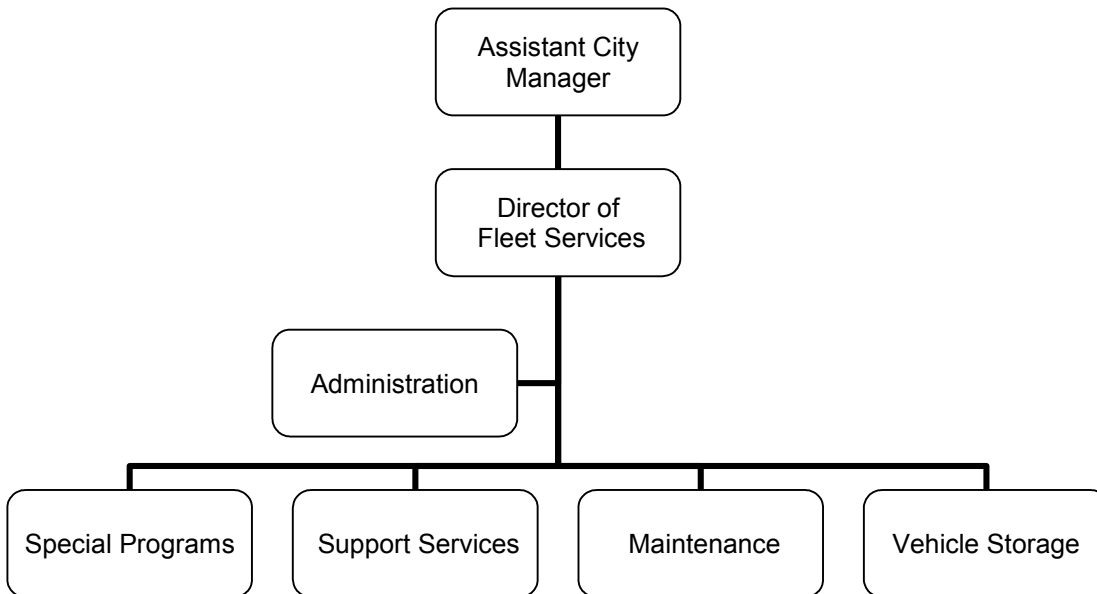 Assistant City
Manager
Director of
Fleet Services
Administration
Special Programs
Support Services
Maintenance
Vehicle Storage